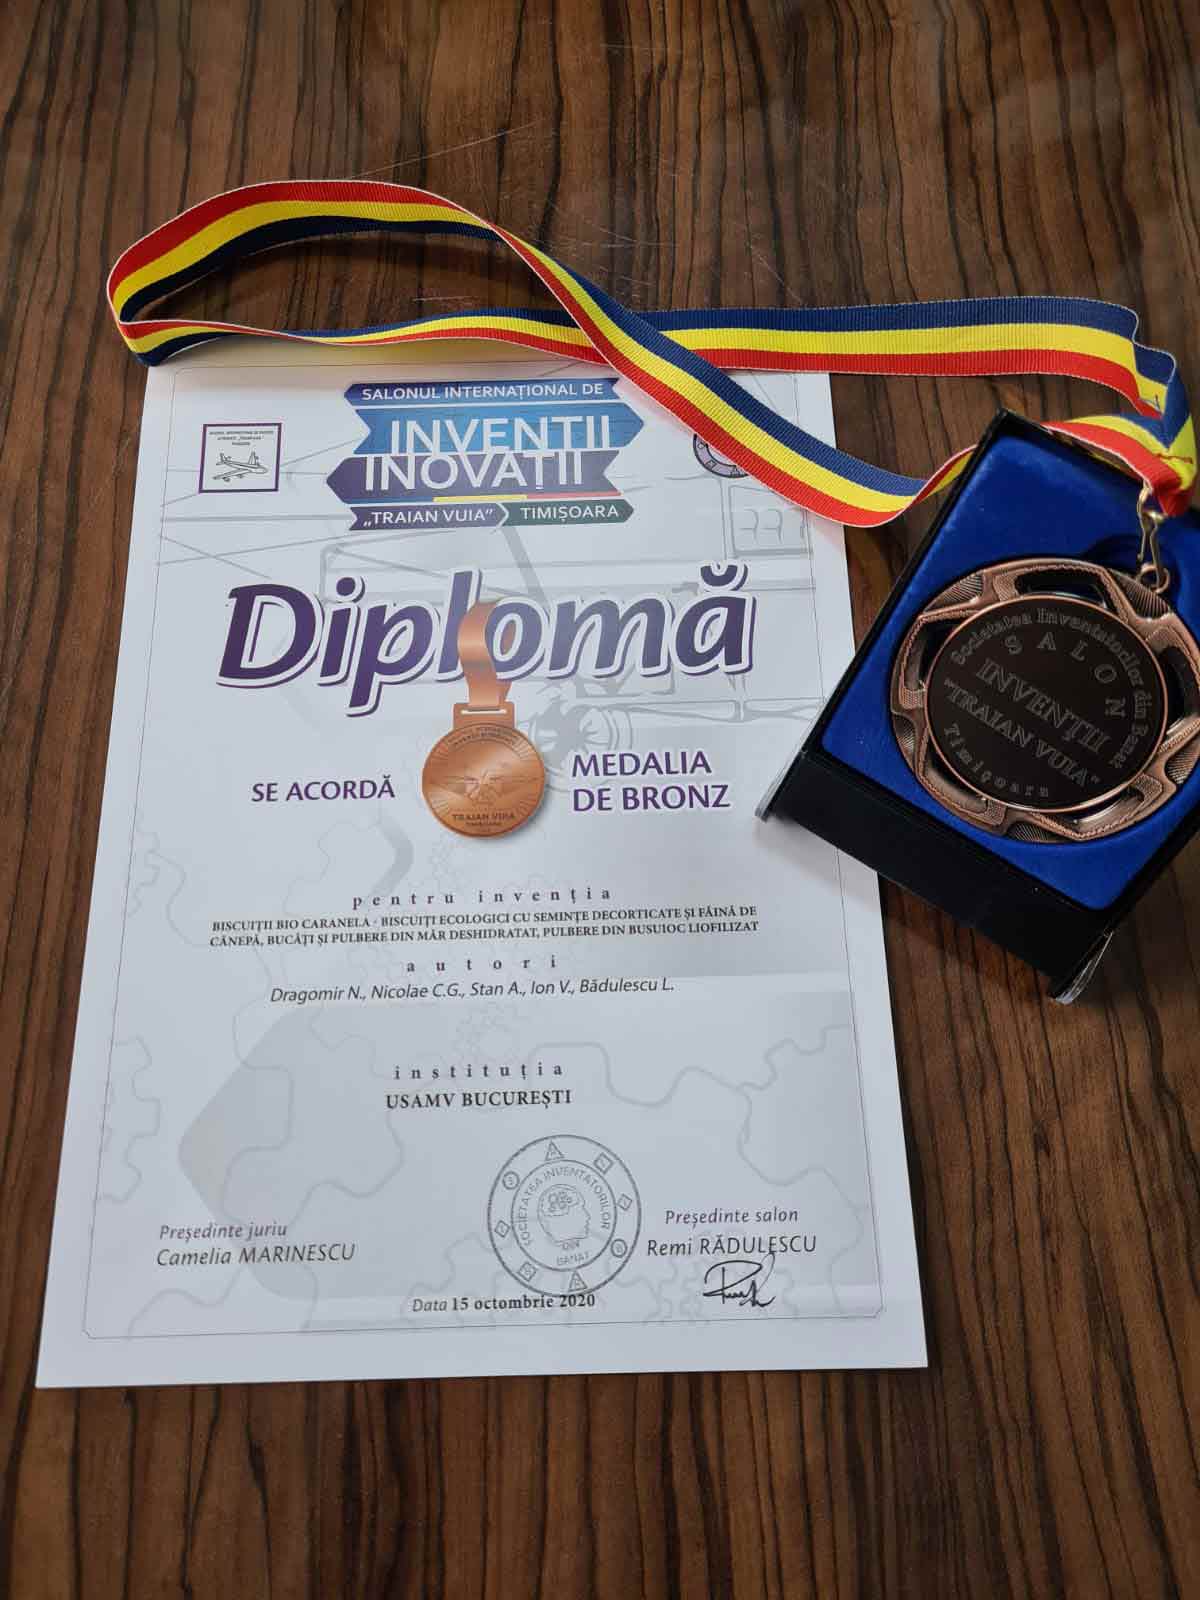 SALONUL INTERNAȚIONAL DE
INVENȚII
INOVAȚII
„TRAIAN VUIA” TIMIȘOARA
Diplomă
SE ACORDĂ
MEDALIA
DE BRONZ
TRAIAN VUIA
pentru invenția
BISCUIȚII BIO CARANELA - BISCUIȚI ECOLOGICI CU SEMINȚE DECORTICATE ȘI FĂINĂ DE
CÂNEPĂ, BUCĂȚI ȘI PULBERE DIN MĂR DESHIDRATAT, PULBERE DIN BUSUIOC LIOFILIZAT
autori
Dragomir N., Nicolae C.G., Stan A., Ion V., Bădulescu L.
instituția
USAMV BUCUREȘTI
SOCIETATEA INVENTATORILOR
DIN
BANAT
Președinte juriu
Camelia MARINESCU
Președinte salon
Remi RĂDULESCU
Data 15 octombrie 2020
Societatea Inventatorilor din Banat
SALON
INVENȚII
"TRAIAN VUIA"
Timișoara